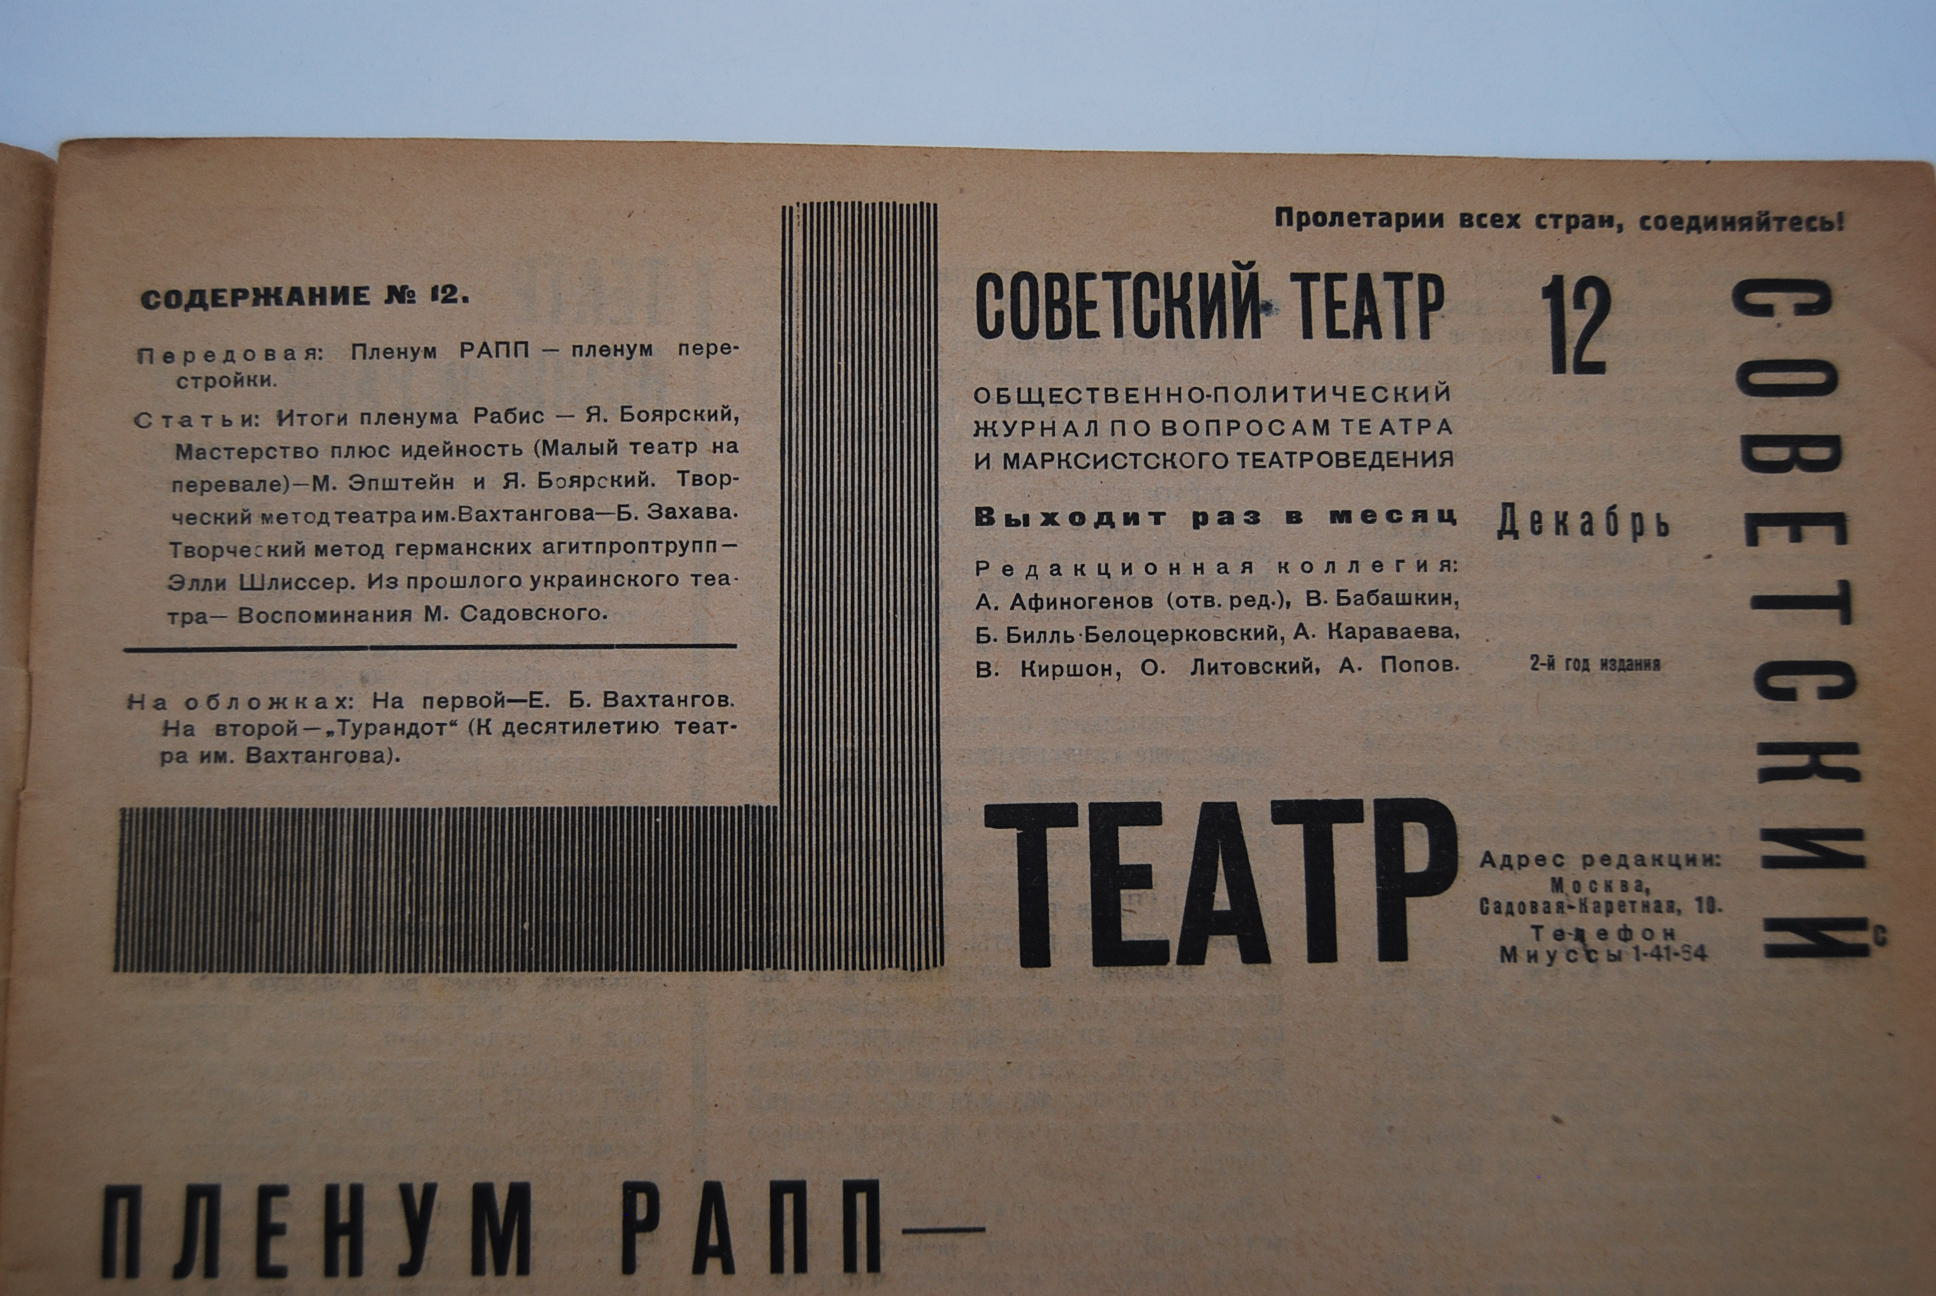 СОДЕРЖАНИЕ № 12.
Передовая: Пленум РАПП — пленум пере-
стройки.
Статьи: Итоги пленума Рабис — Я. Боярский,
Мастерство плюс идейность (Малый театр на
перевале)—М. Эпштейн и Я. Боярский. Твор-
ческий метод театра им. Вахтангова—Б. Захава.
Творческий метод германских агитпроптрупп—
Элли Шлиссер. Из прошлого украинского теа-
тра— Воспоминания М. Садовского.
На обложках: На первой—Е. Б. Вахтангов.
На второй—„Турандот“ (К десятилетию теат-
ра им. Вахтангова).
Пролетарии всех стран, соединяйтесь!
СОВЕТСКИЙ ТЕАТР
12
ОБЩЕСТВЕННО-ПОЛИТИЧЕСКИЙ
ЖУРНАЛ ПО ВОПРОСАМ ТЕАТРА
И МАРКСИСТСКОГО ТЕАТРОВЕДЕНИЯ
Выходит раз в месяц
Декабрь
Редакционная коллегия:
А. Афиногенов (отв. ред.), В. Бабашкин,
Б. Билль-Белоцерковский, А. Караваева,
В. Киршон, О. Литовский, А. Попов.
2-й год издания
СОВЕТСКИЙ
ТЕАТР
Адрес редакции:
Москва,
Садовая-Каретная, 10.
Телефон
Миуссы 1-41-64
с
ПЛЕНУМ РАПП—